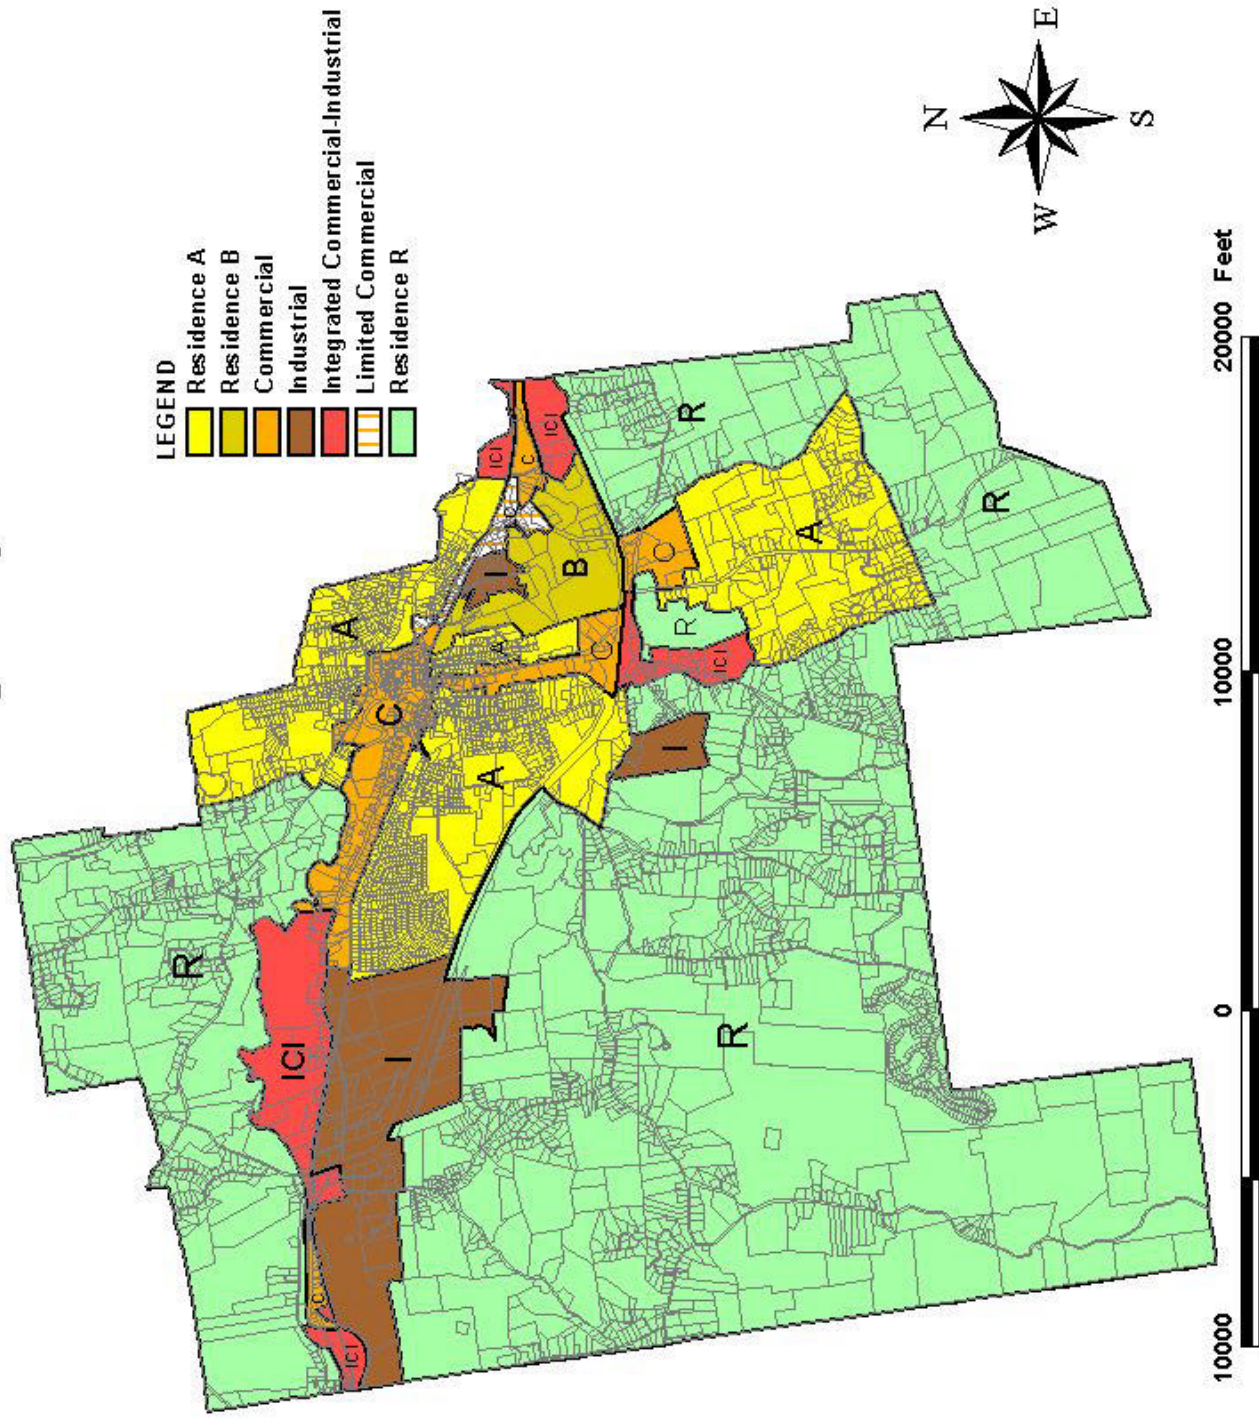 LEGEND
Residence A
Residence B
Commercial
Industrial
Integrated Commercial-Industrial
Limited Commercial
Residence R
N
E
S
W
R
A
C
ICI
C
ICI
I
B
A
A
C
C
R
R
ICI
A
R
I
R
ICI
I
C
ICI
10000 0 1000 20000 Feet